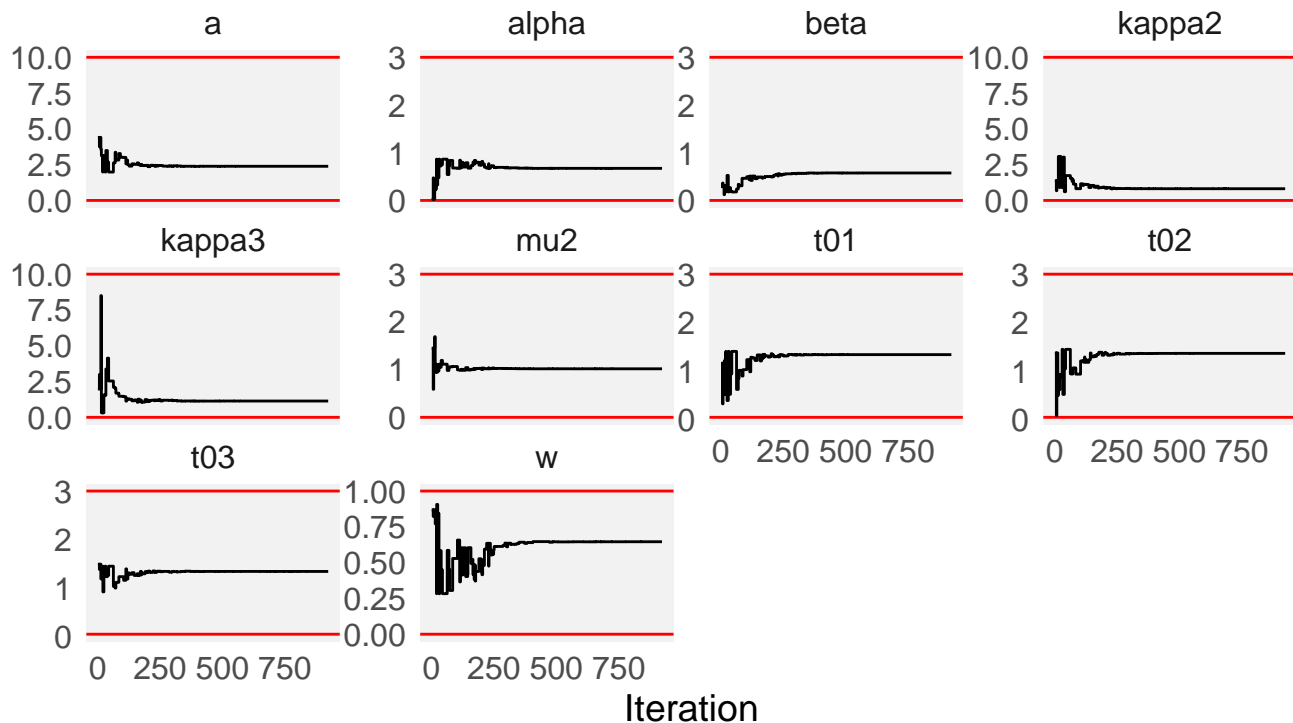 a alpha beta kappa2
10.0 3 3 10.0
7.5 2 2 7.5
5.0 5.0
2.5 1 1 2.5
0.0 0 0 0.0
kappa3 mu2 t01 t02
10.0 3 3 3
7.5 2 2 2
5.0
2.5 1 1 1
0.0 0 0 0
0 250 500 750 0 250 500 750
t03 w
3 1.00
2 0.75
0.50
1 0.25
0 0.00
0 250 500 750 0 250 500 750
Iteration